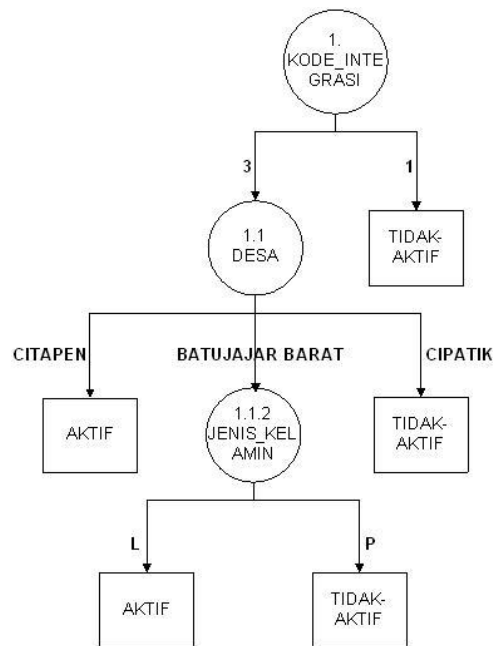 1.
KODE_INTE
GRASI
3
1
1.1
DESA
TIDAK-
AKTIF
CITAPEN
BATUJAJAR BARAT
CIPATIK
AKTIF
1.1.2
JENIS_KEL
AMIN
TIDAK-
AKTIF
L
P
AKTIF
TIDAK-
AKTIF